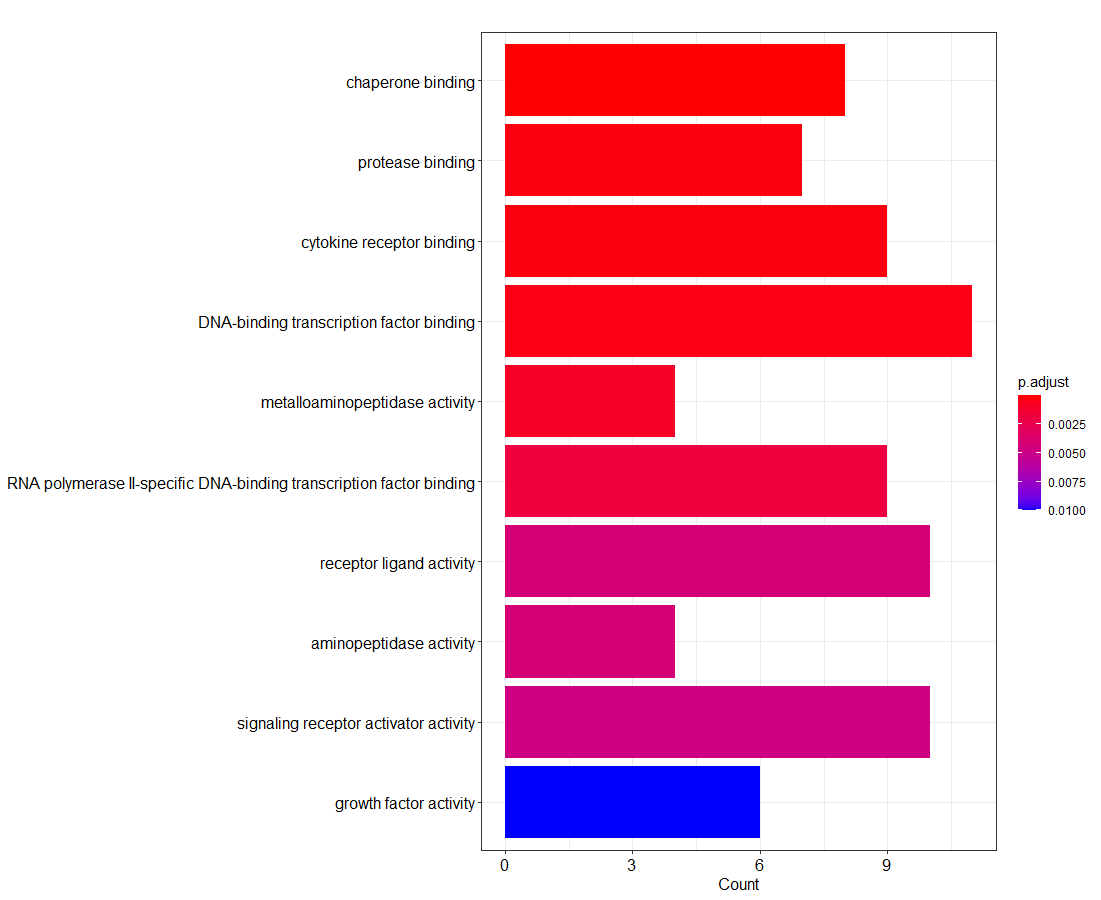 chaperone binding
protease binding
cytokine receptor binding
DNA-binding transcription factor binding
metalloaminopeptidase activity
RNA polymerase II-specific DNA-binding transcription factor binding
receptor ligand activity
aminopeptidase activity
signaling receptor activator activity
growth factor activity
0 3 6 9
Count
p.adjust
0.0025
0.0050
0.0075
0.0100